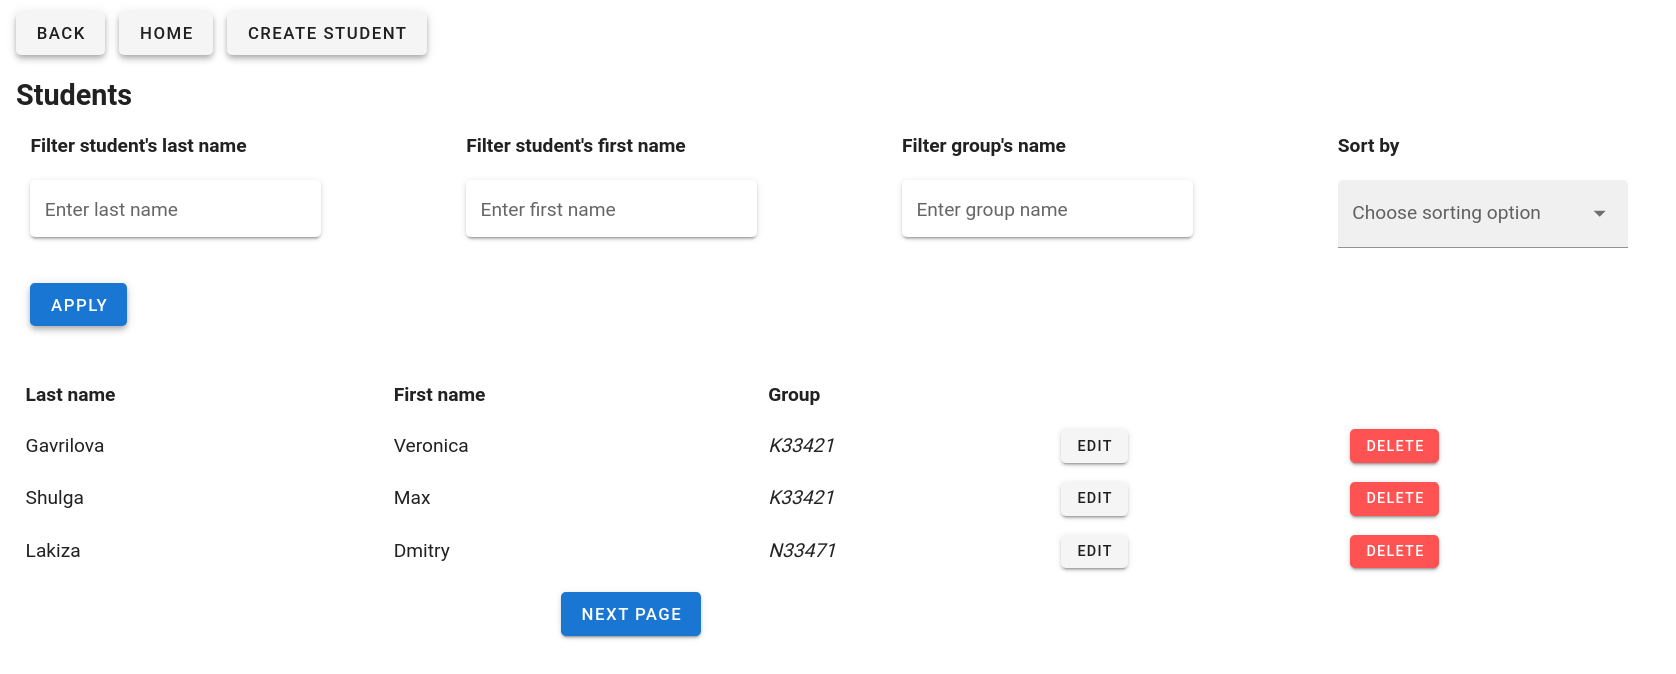 BACK HOME CREATE STUDENT
Students
Filter student's last name Filter student's first name Filter group's name Sort by
Enter last name Enter first name Enter group name Choose sorting option
APPLY
Last name First name Group
Gavrilova Veronica K33421 EDIT DELETE
Shulga Max K33421 EDIT DELETE
Lakiza Dmitry N33471 EDIT DELETE
NEXT PAGE